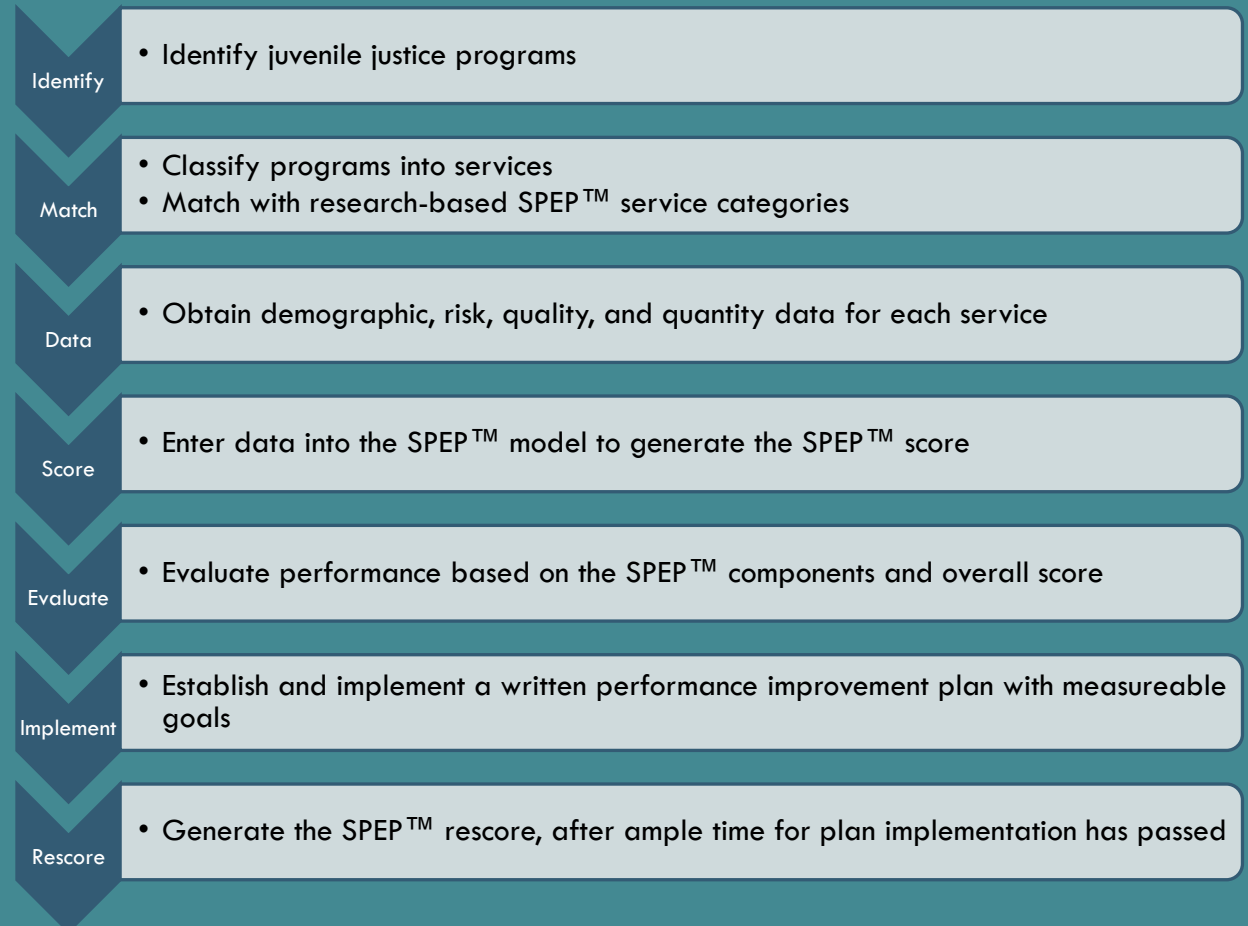 Identify
• Identify juvenile justice programs
Match
• Classify programs into services
• Match with research-based SPEP™ service categories
Data
• Obtain demographic, risk, quality, and quantity data for each service
Score
• Enter data into the SPEP™ model to generate the SPEP™ score
Evaluate
• Evaluate performance based on the SPEP™ components and overall score
Implement
• Establish and implement a written performance improvement plan with measureable
goals
Rescore
• Generate the SPEP™ rescore, after ample time for plan implementation has passed